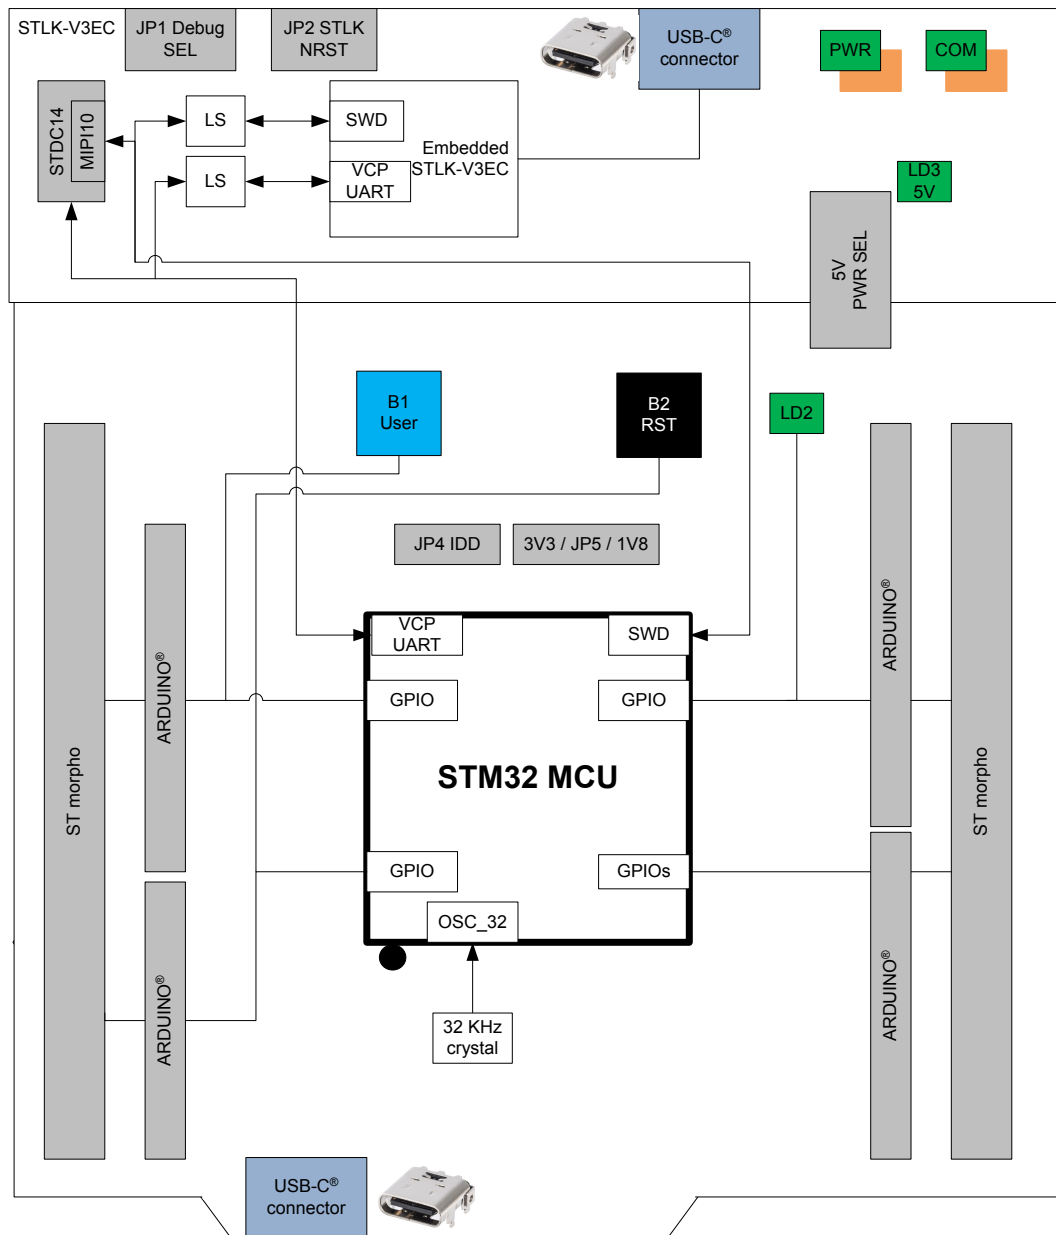 STLK-V3EC
JP1 Debug
SEL
JP2 STLK
NRST
USB-C®
connector
PWR
COM
STDC14
MIPI10
LS
SWD
Embedded
STLK-V3EC
LS
VCP
UART
LD3
5V
5V
PWR SEL
B1
User
B2
RST
LD2
JP4 IDD
3V3 / JP5 / 1V8
VCP
UART
SWD
ARDUINO®
ARDUINO®
GPIO
GPIO
STM32 MCU
ST morpho
ST morpho
GPIO
GPIOs
OSC_32
ARDUINO®
ARDUINO®
32 KHz
crystal
USB-C®
connector